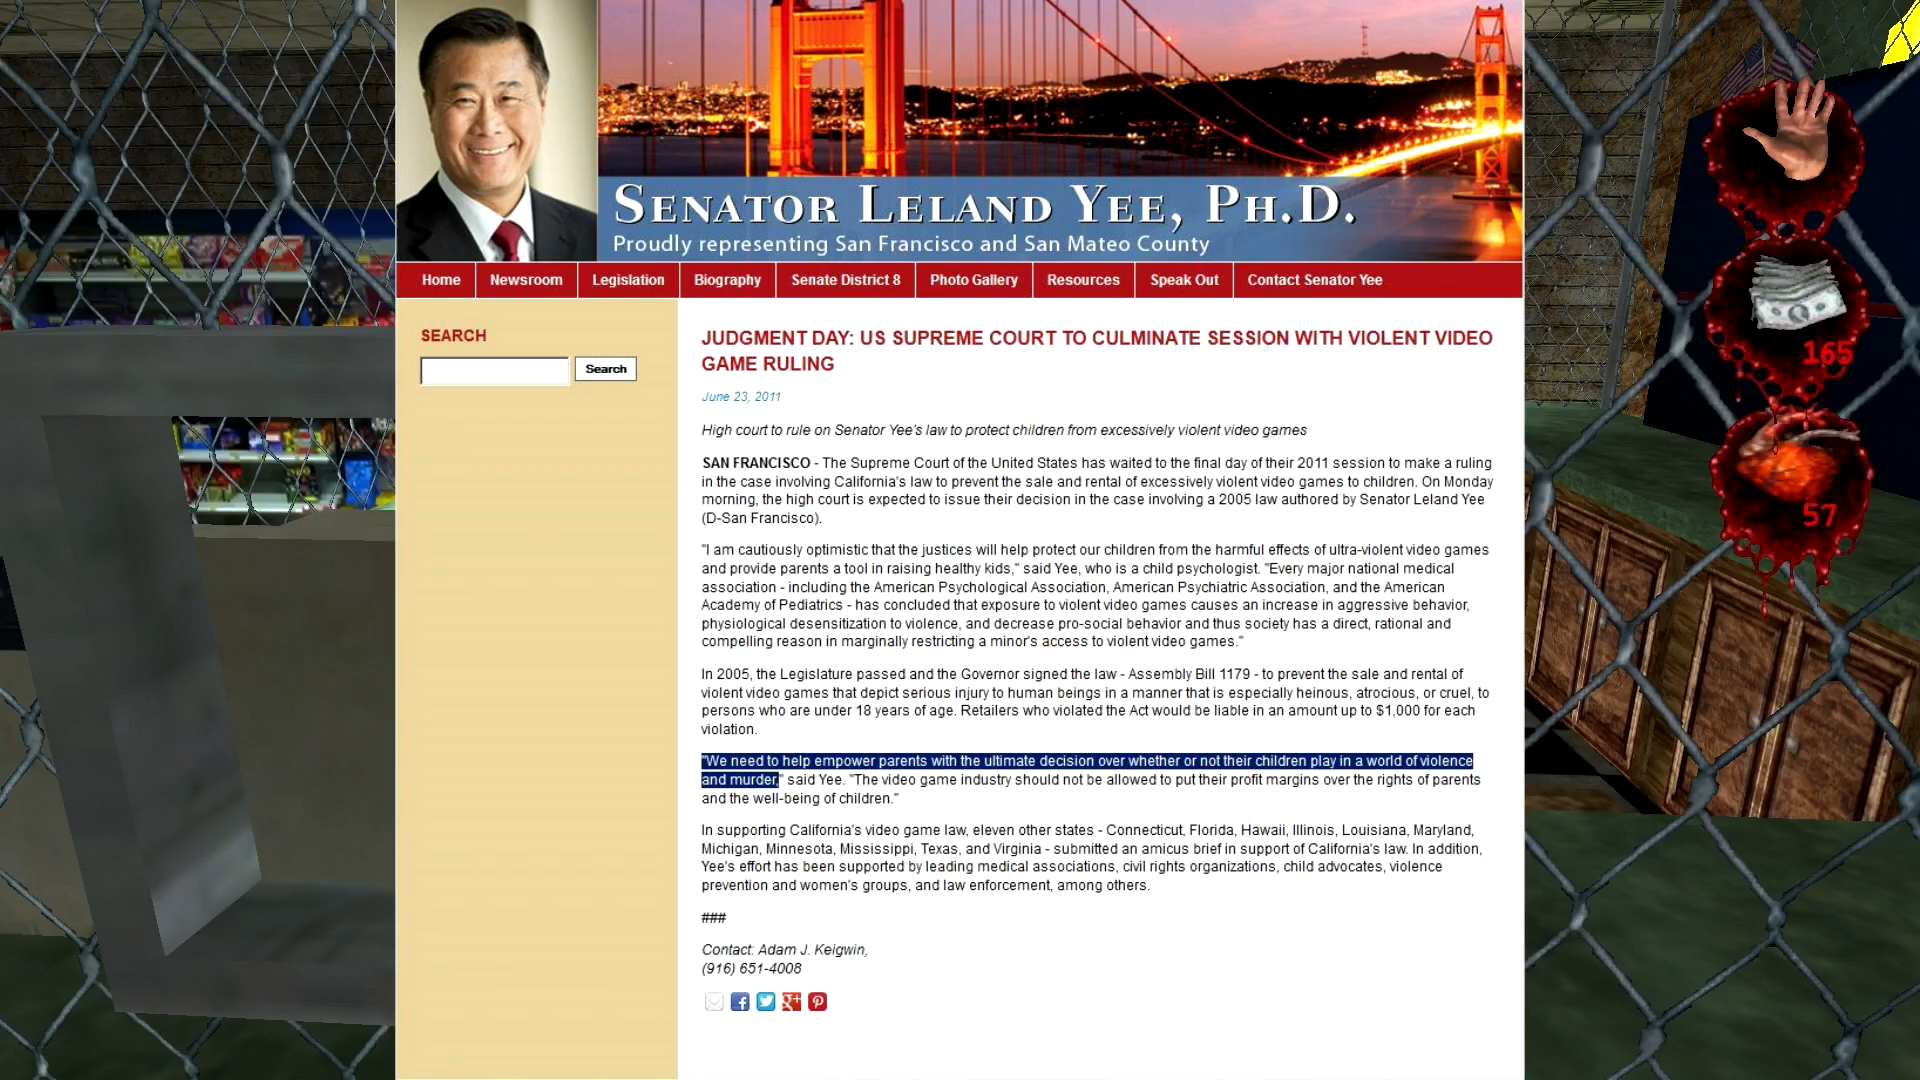 SENATOR LELAND YEE, PH.D.
Proudly representing San Francisco and San Mateo County
Home Newsroom Legislation Biography Senate District 8 Photo Gallery Resources Speak Out Contact Senator Yee
SEARCH
Search
JUDGMENT DAY: US SUPREME COURT TO CULMINATE SESSION WITH VIOLENT VIDEO
GAME RULING
June 23, 2011
High court to rule on Senator Yee's law to protect children from excessively violent video games
SAN FRANCISCO - The Supreme Court of the United States has waited to the final day of their 2011 session to make a ruling
in the case involving California's law to prevent the sale and rental of excessively violent video games to children. On Monday
morning, the high court is expected to issue their decision in the case involving a 2005 law authored by Senator Leland Yee
(D-San Francisco).
"I am cautiously optimistic that the justices will help protect our children from the harmful effects of ultra-violent video games
and provide parents a tool in raising healthy kids," said Yee, who is a child psychologist. "Every major national medical
association - including the American Psychological Association, American Psychiatric Association, and the American
Academy of Pediatrics - has concluded that exposure to violent video games causes an increase in aggressive behavior,
physiological desensitization to violence, and decrease pro-social behavior and thus society has a direct, rational and
compelling reason in marginally restricting a minor's access to violent video games."
In 2005, the Legislature passed and the Governor signed the law - Assembly Bill 1179 - to prevent the sale and rental of
violent video games that depict serious injury to human beings in a manner that is especially heinous, atrocious, or cruel, to
persons who are under 18 years of age. Retailers who violated the Act would be liable in an amount up to $1,000 for each
violation.
"We need to help empower parents with the ultimate decision over whether or not their children play in a world of violence
and murder," said Yee. "The video game industry should not be allowed to put their profit margins over the rights of parents
and the well-being of children."
In supporting California's video game law, eleven other states - Connecticut, Florida, Hawaii, Illinois, Louisiana, Maryland,
Michigan, Minnesota, Mississippi, Texas, and Virginia - submitted an amicus brief in support of California's law. In addition,
Yee's effort has been supported by leading medical associations, civil rights organizations, child advocates, violence
prevention and women's groups, and law enforcement, among others.
###
Contact: Adam J. Keigwin,
(916) 651-4008
165
57